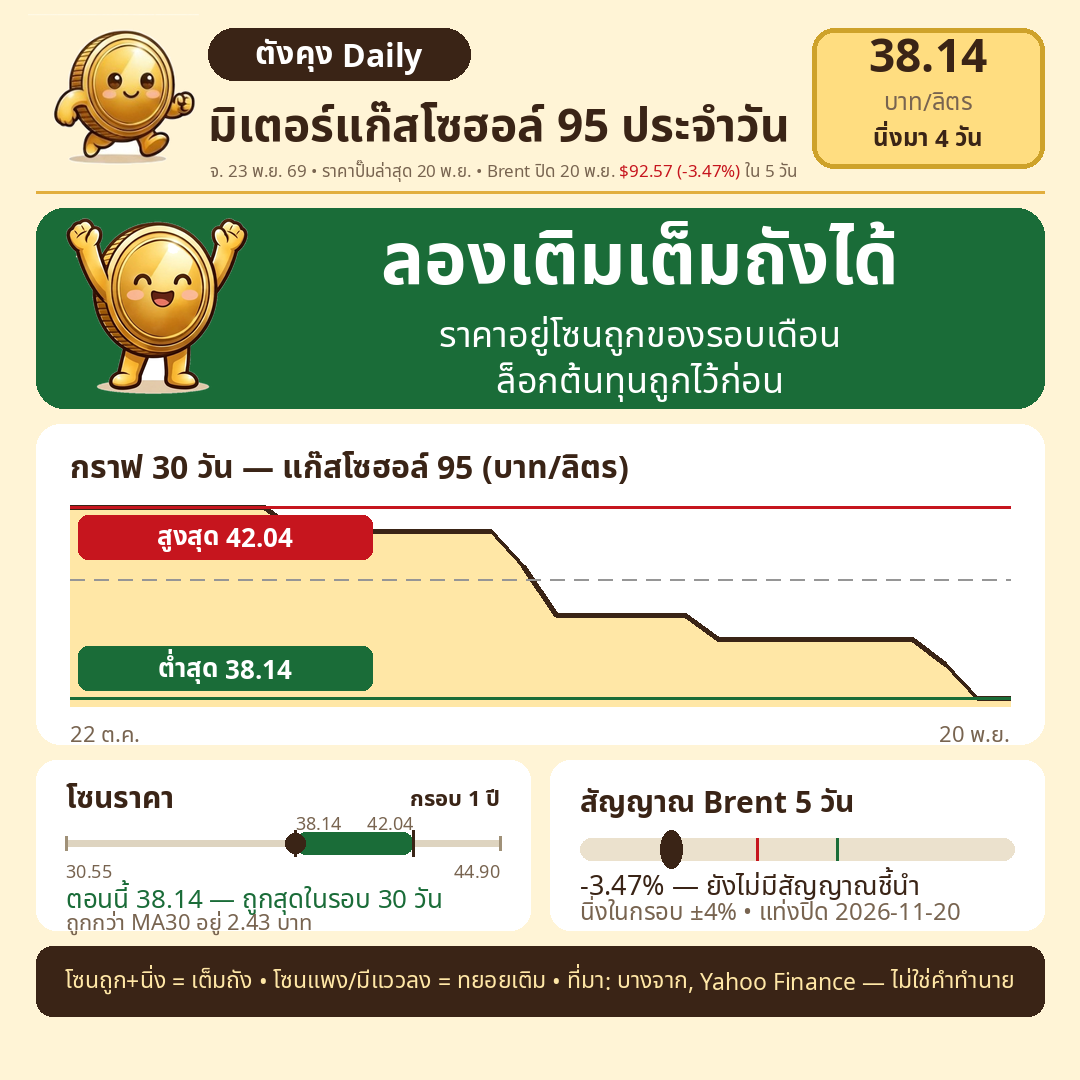 ตังคุง Daily
มิเตอร์แก๊สโซฮอล์ 95 ประจำวัน
จ. 23 พ.ย. 69 • ราคาปั๊มล่าสุด 20 พ.ย. • Brent ปิด 20 พ.ย. $92.57 (-3.47%) ใน 5 วัน
38.14
บาท/ลิตร
นิ่งมา 4 วัน
ลองเติมเต็มถังได้
ราคาอยู่โซนถูกของรอบเดือน
ล็อกต้นทุนถูกไว้ก่อน
กราฟ 30 วัน — แก๊สโซฮอล์ 95 (บาท/ลิตร)
สูงสุด 42.04
ต่ำสุด 38.14
22 ต.ค.
20 พ.ย.
โซนราคา
กรอบ 1 ปี
38.14
42.04
30.55
44.90
ตอนนี้ 38.14 — ถูกสุดในรอบ 30 วัน
ถูกกว่า MA30 อยู่ 2.43 บาท
สัญญาณ Brent 5 วัน
-3.47% — ยังไม่มีสัญญาณชี้นำ
นิ่งในกรอบ ±4% • แท่งปิด 2026-11-20
โซนถูก+นิ่ง = เต็มถัง • โซนแพง/มีแววลง = ทยอยเติม • ที่มา: บางจาก, Yahoo Finance — ไม่ใช่คำทำนาย